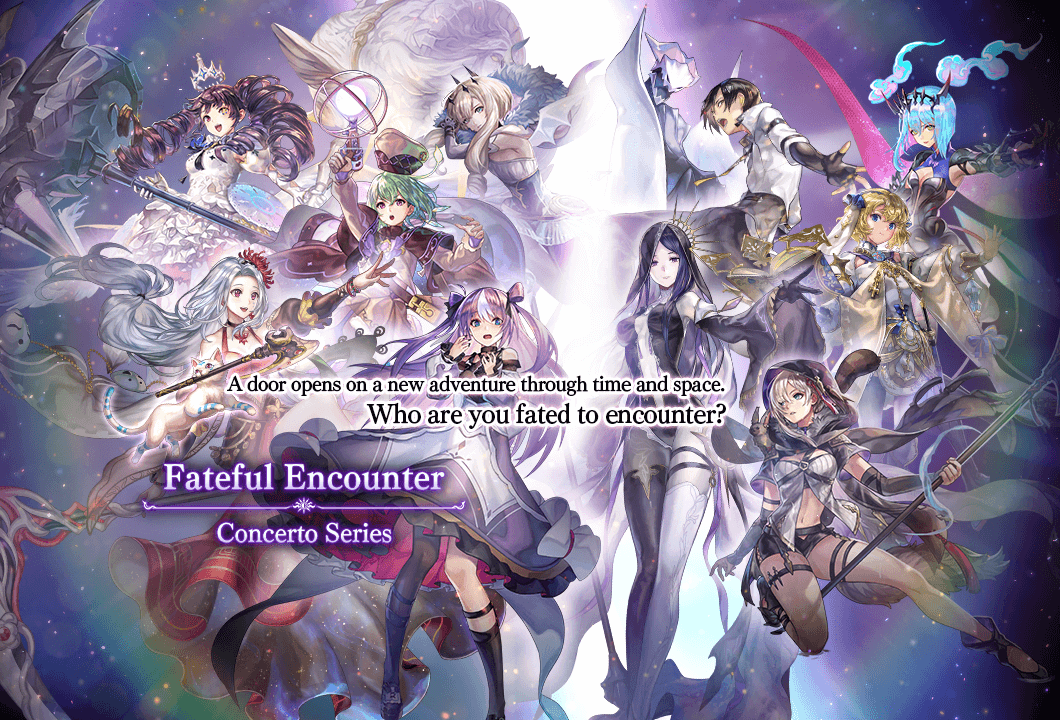 A door opens on a new adventure through time and space.
Who are you fated to encounter?
Fateful Encounter
Concerto Series